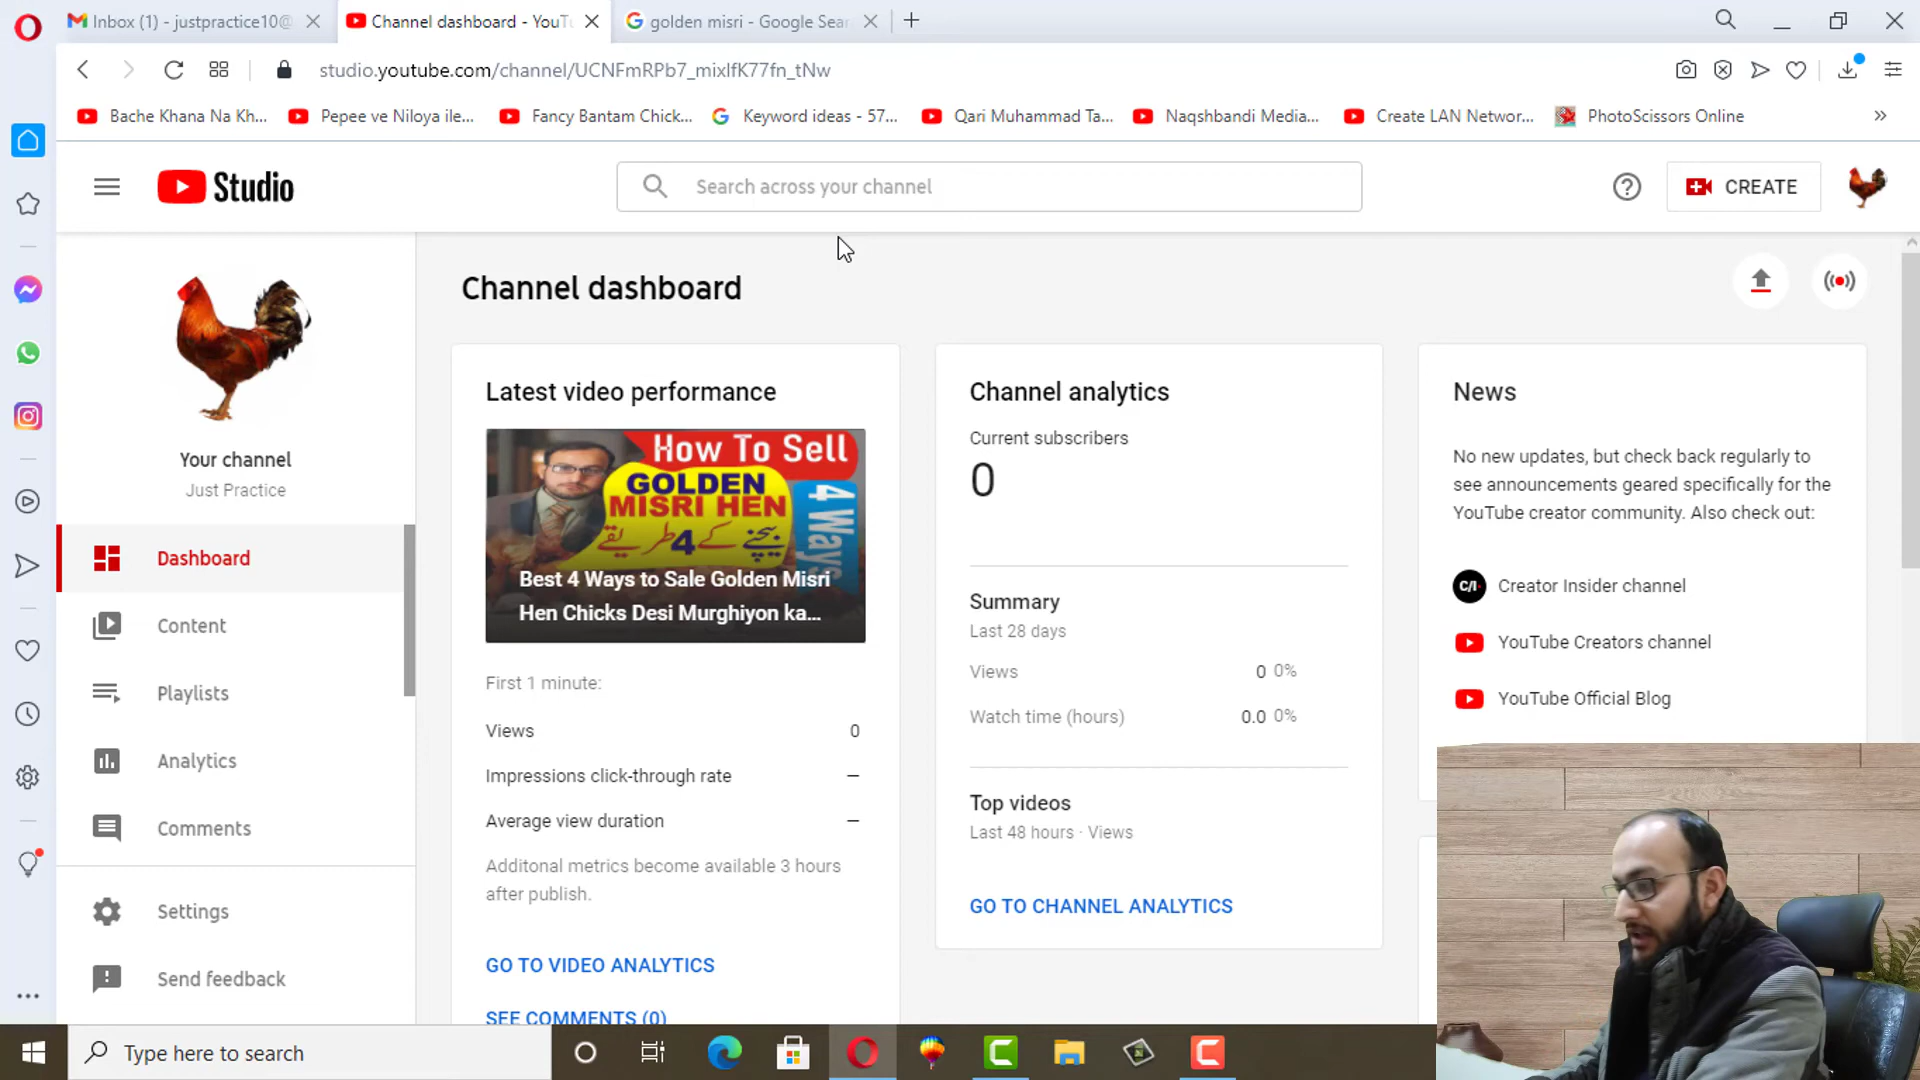 Inbox (1) - justpractice10@
Channel dashboard - YouTu
golden misri - Google Sear
studio.youtube.com/channel/UCNFmRPb7_mixlfK77fn_tNw
Bache Khana Na Kh...
Pepee ve Niloya ile...
Fancy Bantam Chick...
Keyword ideas - 57...
Qari Muhammad Ta...
Naqshbandi Media...
Create LAN Networ...
PhotoScissors Online
Studio
Search across your channel
CREATE
Your channel
Just Practice
Dashboard
Content
Playlists
Analytics
Comments
Settings
Send feedback
Channel dashboard
Latest video performance
How To Sell
GOLDEN
MISRI HEN
بیچنے کے 4 طریقے
4 Ways
Best 4 Ways to Sale Golden Misri
Hen Chicks Desi Murghiyon ka...
First 1 minute:
Views 0
Impressions click-through rate —
Average view duration —
Additonal metrics become available 3 hours
after publish.
GO TO VIDEO ANALYTICS
SEE COMMENTS (0)
Channel analytics
Current subscribers
0
Summary
Last 28 days
Views 0 0%
Watch time (hours) 0.0 0%
Top videos
Last 48 hours · Views
GO TO CHANNEL ANALYTICS
News
No new updates, but check back regularly to
see announcements geared specifically for the
YouTube creator community. Also check out:
C/I
Creator Insider channel
YouTube Creators channel
YouTube Official Blog
Type here to search